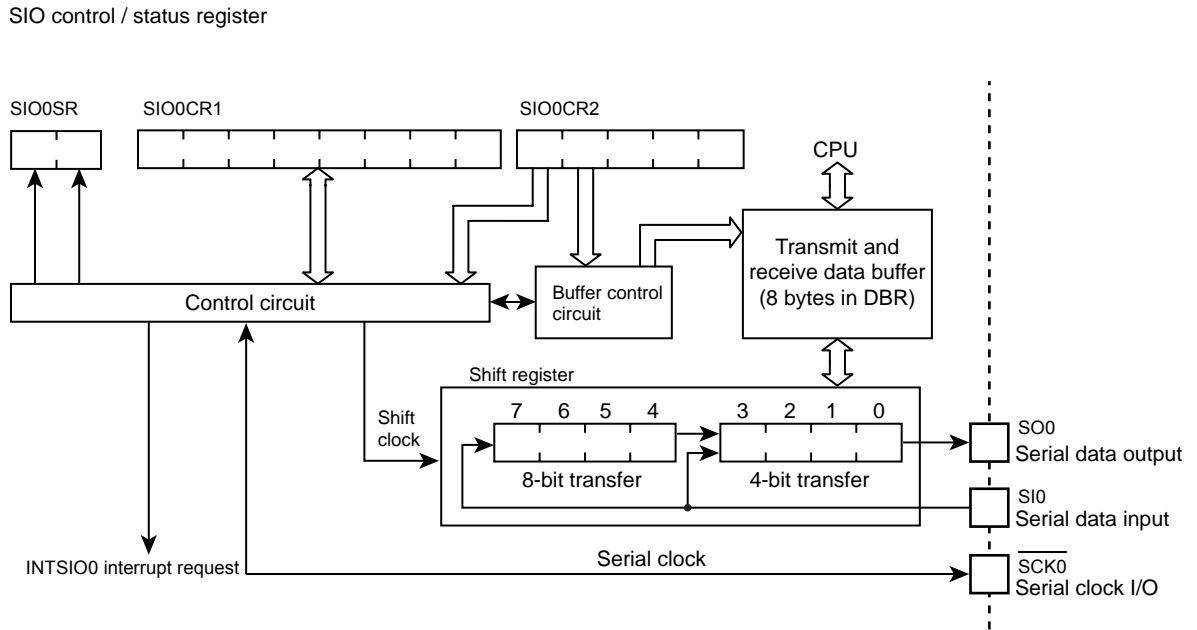 SIO control / status register
SIO0SR
SIO0CR1
SIO0CR2
CPU
Transmit and
receive data buffer
(8 bytes in DBR)
Control circuit
Buffer control
circuit
Shift register
Shift
clock
7 6 5 4 3 2 1 0
8-bit transfer
4-bit transfer
SO0
Serial data output
SI0
Serial data input
INTSIO0 interrupt request
Serial clock
SCK0
Serial clock I/O